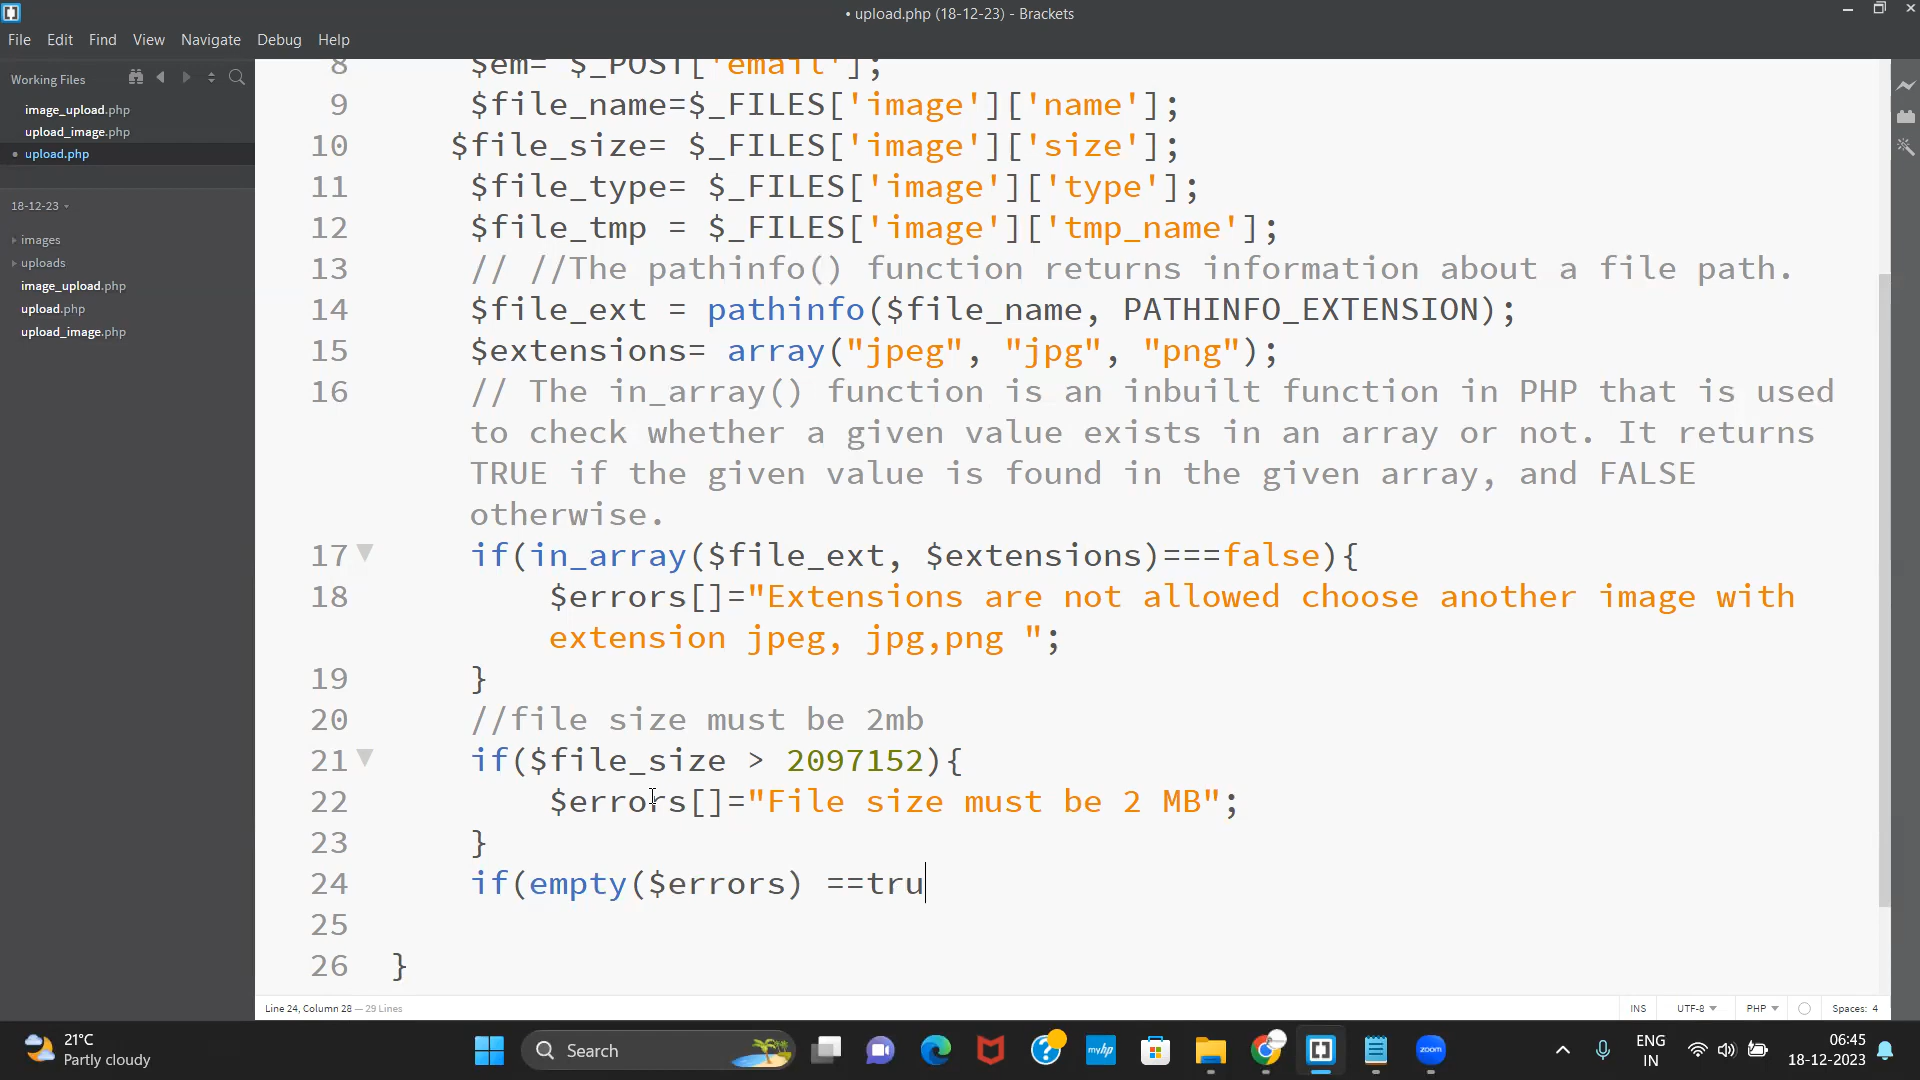 • upload.php (18-12-23) - Brackets
File Edit Find View Navigate Debug Help
Working Files
image_upload.php
upload_image.php
• upload.php
18-12-23
images
uploads
image_upload.php
upload.php
upload_image.php
8 $em= $_POST['email'];
9 $file_name=$_FILES['image']['name'];
10 $file_size= $_FILES['image']['size'];
11 $file_type= $_FILES['image']['type'];
12 $file_tmp = $_FILES['image']['tmp_name'];
13 // //The pathinfo() function returns information about a file path.
14 $file_ext = pathinfo($file_name, PATHINFO_EXTENSION);
15 $extensions= array("jpeg", "jpg", "png");
16 // The in_array() function is an inbuilt function in PHP that is used
to check whether a given value exists in an array or not. It returns
TRUE if the given value is found in the given array, and FALSE
otherwise.
17 if(in_array($file_ext, $extensions)===false){
18 $errors[]="Extensions are not allowed choose another image with
extension jpeg, jpg,png ";
19 }
20 //file size must be 2mb
21 if($file_size > 2097152){
22 $errors[]="File size must be 2 MB";
23 }
24 if(empty($errors) ==tru
25
26 }
Line 24, Column 28 — 29 Lines
INS UTF-8 PHP Spaces: 4
21°C
Partly cloudy
Search
myhp
zoom
ENG
IN
06:45
18-12-2023